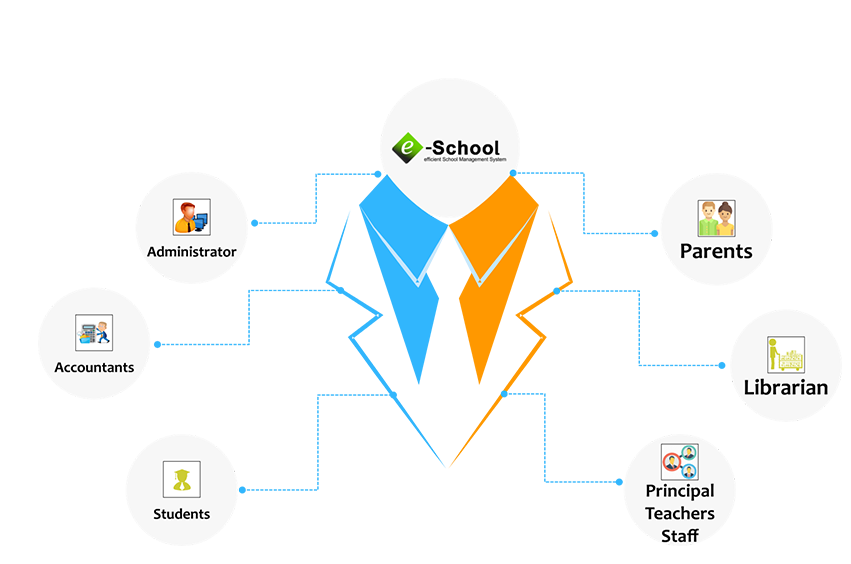 e-School
efficient School Management System
Administrator
Parents
Accountants
Librarian
Students
Principal
Teachers
Staff